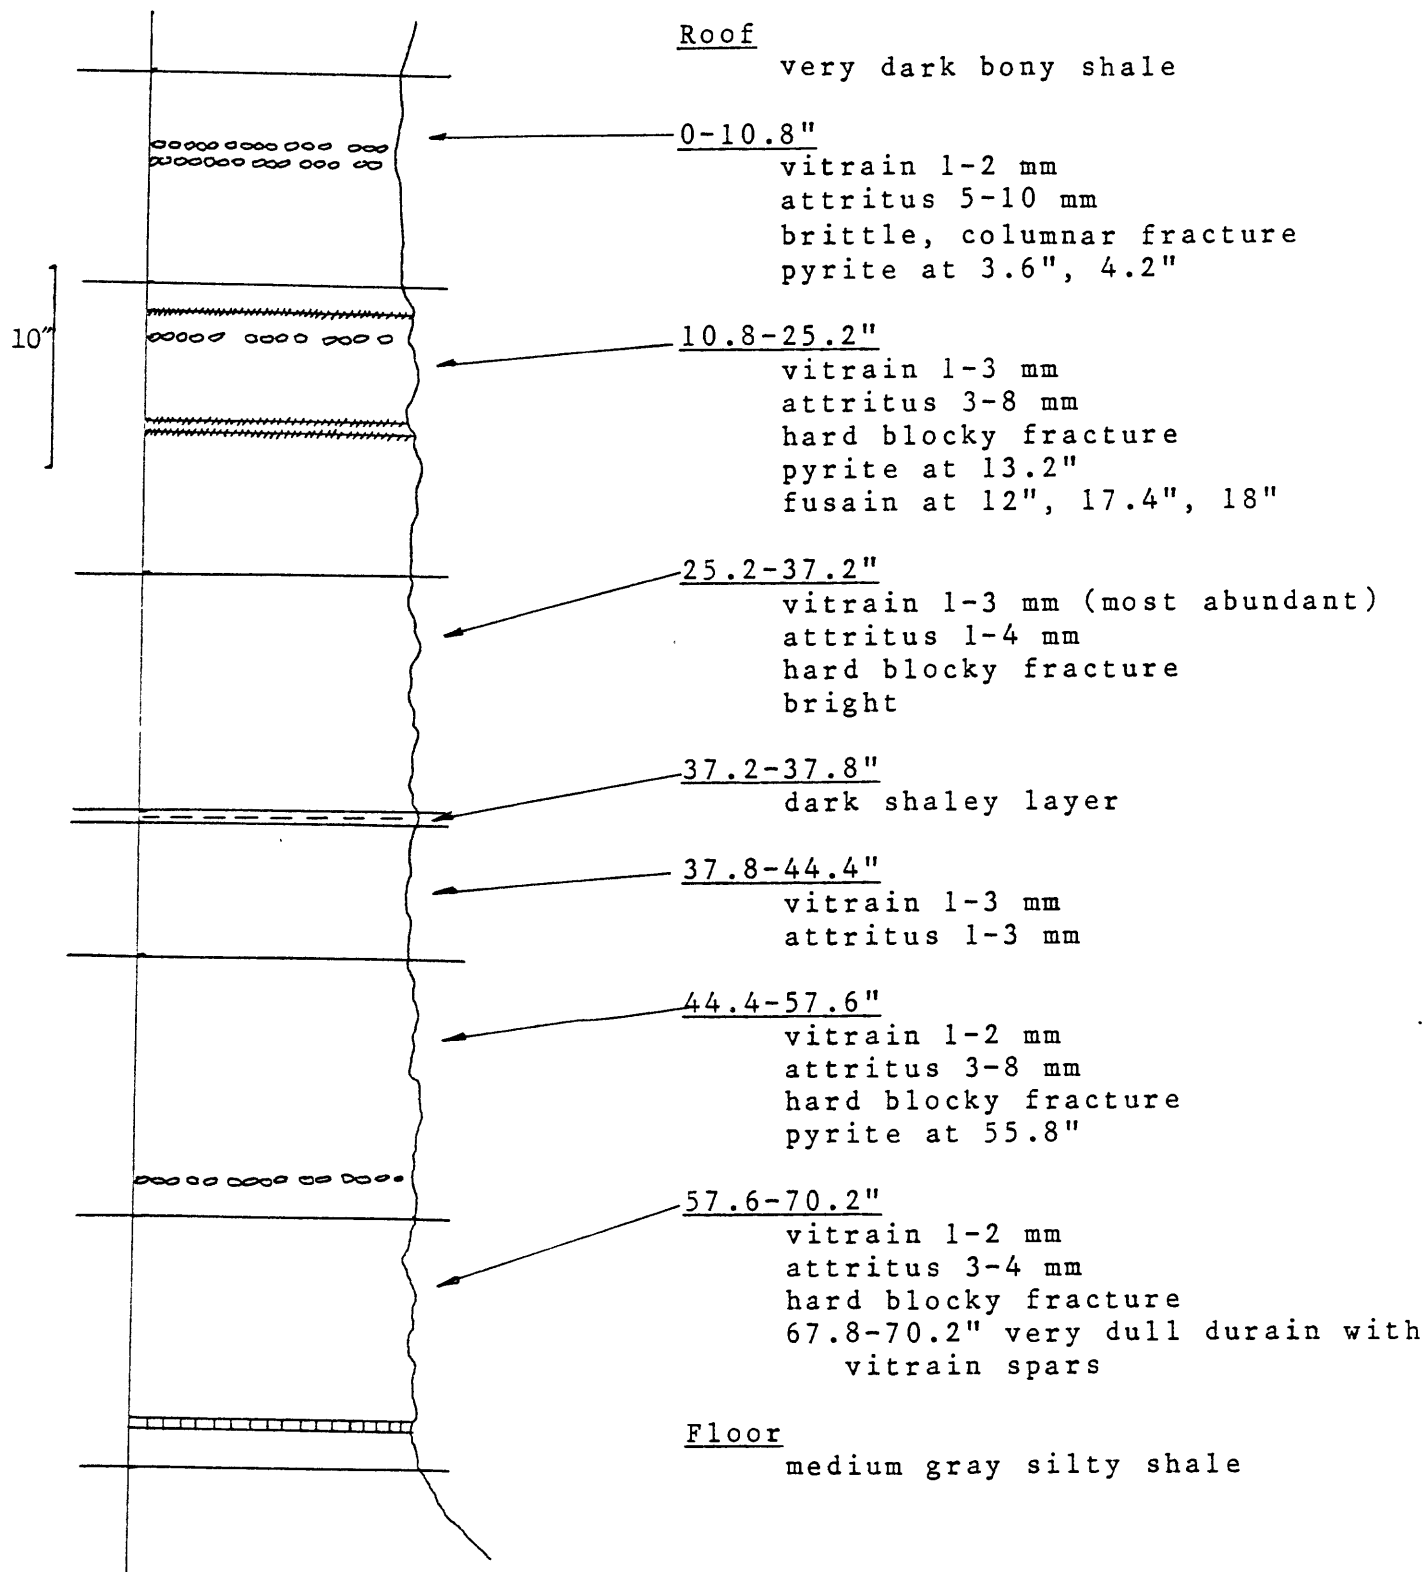 Roof
very dark bony shale
0-10.8"
vitrain 1-2 mm
attritus 5-10 mm
brittle, columnar fracture
pyrite at 3.6", 4.2"
10"
10.8-25.2"
vitrain 1-3 mm
attritus 3-8 mm
hard blocky fracture
pyrite at 13.2"
fusain at 12", 17.4", 18"
25.2-37.2"
vitrain 1-3 mm (most abundant)
attritus 1-4 mm
hard blocky fracture
bright
37.2-37.8"
dark shaley layer
37.8-44.4"
vitrain 1-3 mm
attritus 1-3 mm
44.4-57.6"
vitrain 1-2 mm
attritus 3-8 mm
hard blocky fracture
pyrite at 55.8"
57.6-70.2"
vitrain 1-2 mm
attritus 3-4 mm
hard blocky fracture
67.8-70.2" very dull durain with
vitrain spars
Floor
medium gray silty shale